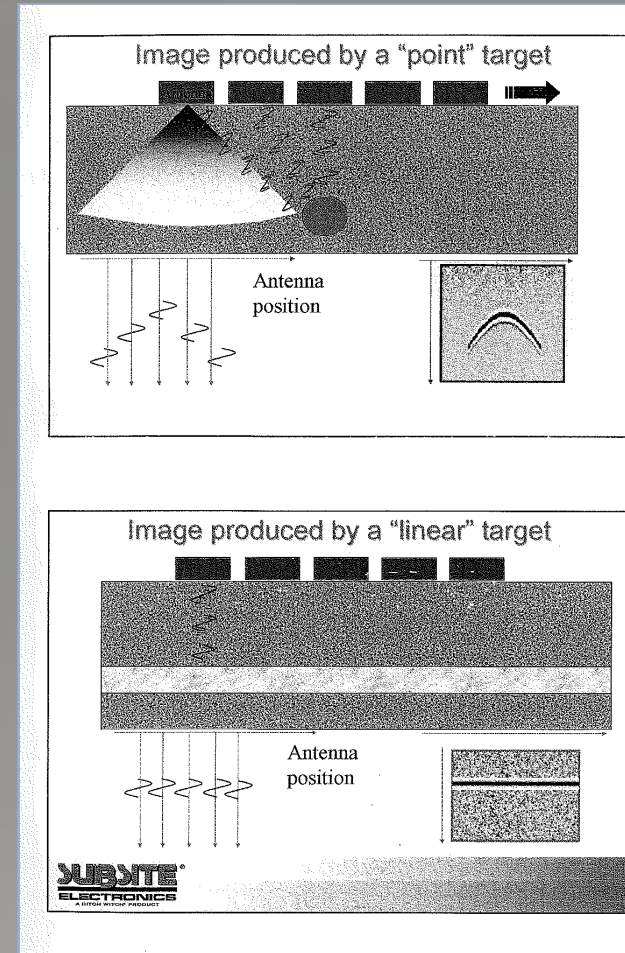 Image produced by a "point" target
Antenna
position
Image produced by a "linear" target
Antenna
position
SUBSITE®
ELECTRONICS
A DITCH WITCH® PRODUCT